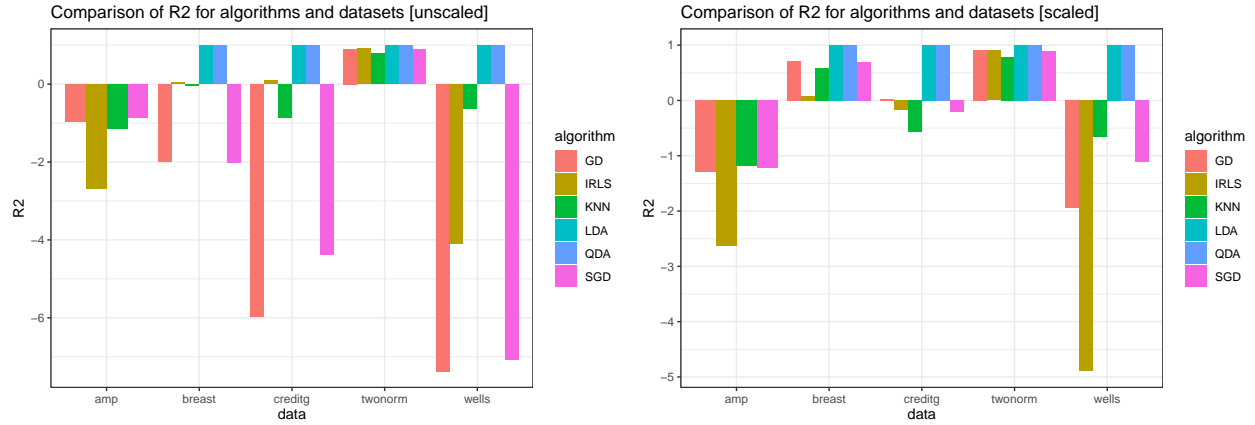 Comparison of R2 for algorithms and datasets [unscaled]
0
−2
−4
−6
R2
amp breast creditg twonorm wells
data
algorithm
GD
IRLS
KNN
LDA
QDA
SGD
Comparison of R2 for algorithms and datasets [scaled]
1
0
−1
−2
−3
−4
−5
R2
amp breast creditg twonorm wells
data
algorithm
GD
IRLS
KNN
LDA
QDA
SGD